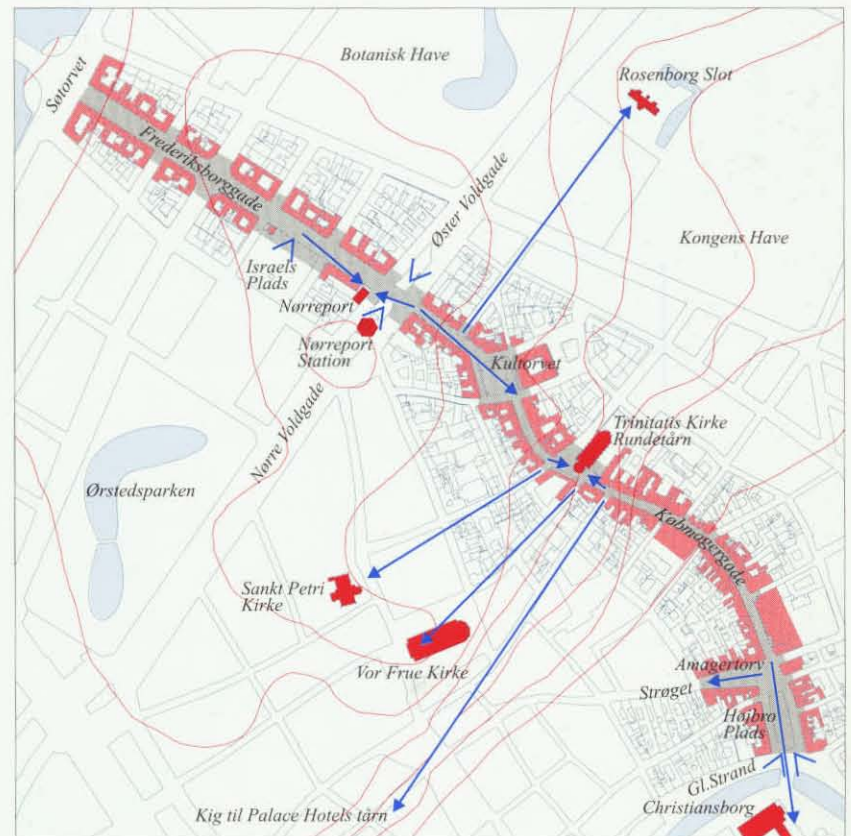 Botanisk Have
Rosenborg Slot
Søtorvet
Frederiksborggade
Øster Voldgade
Kongens Have
Israels
Plads
Nørreport
Nørreport
Station
Kultorvet
Nørre Voldgade
Trinitatis Kirke
Rundetårn
Ørstedsparken
Købmagergade
Sankt Petri
Kirke
Vor Frue Kirke
Amagertorv
Strøget
Højbro
Plads
Gl.Strand
Kig til Palace Hotels tårn
Christiansborg